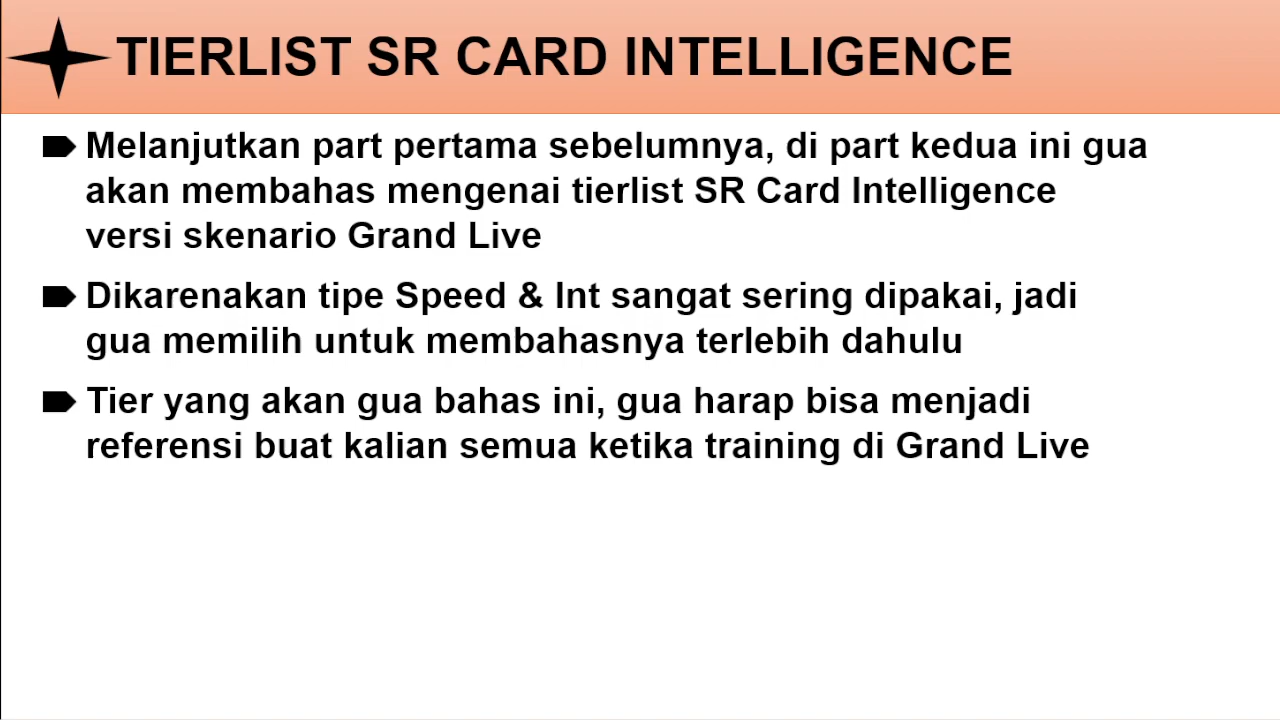 TIERLIST SR CARD INTELLIGENCE
Melanjutkan part pertama sebelumnya, di part kedua ini gua
akan membahas mengenai tierlist SR Card Intelligence
versi skenario Grand Live
Dikarenakan tipe Speed & Int sangat sering dipakai, jadi
gua memilih untuk membahasnya terlebih dahulu
Tier yang akan gua bahas ini, gua harap bisa menjadi
referensi buat kalian semua ketika training di Grand Live